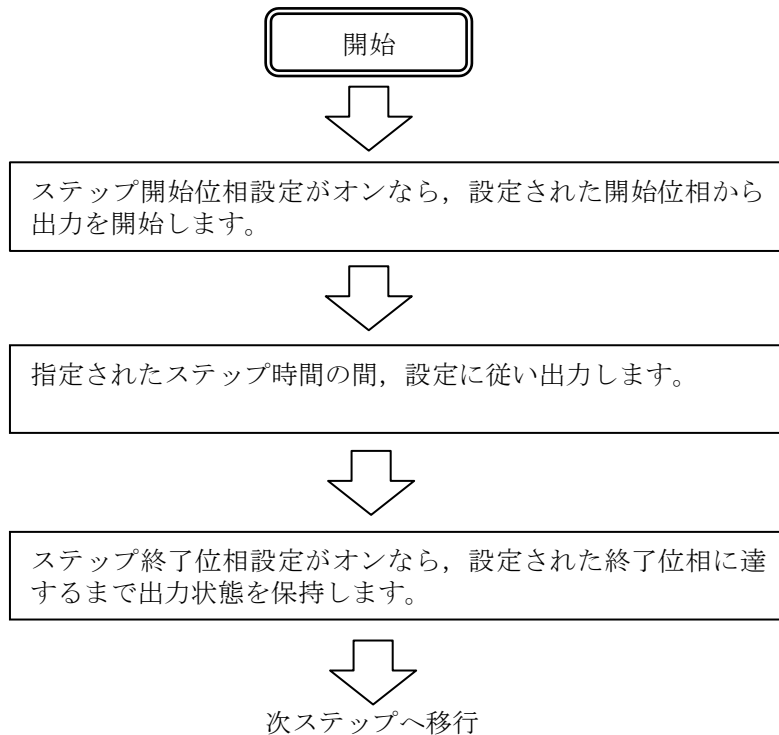 開始
ステップ開始位相設定がオンなら，設定された開始位相から
出力を開始します。
指定されたステップ時間の間，設定に従い出力します。
ステップ終了位相設定がオンなら，設定された終了位相に達
するまで出力状態を保持します。
次ステップへ移行